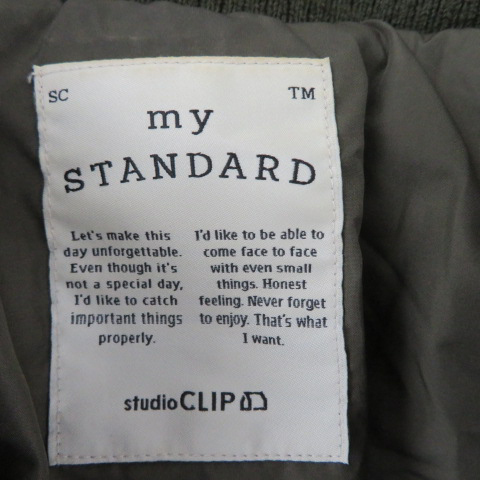 SC TM
my
STANDARD
Let's make this
day unforgettable.
Even though it's
not a special day,
I'd like to catch
important things
properly.
I'd like to be able to
come face to face
with even small
things. Honest
feeling. Never forget
to enjoy. That's what
I want.
studio CLIP